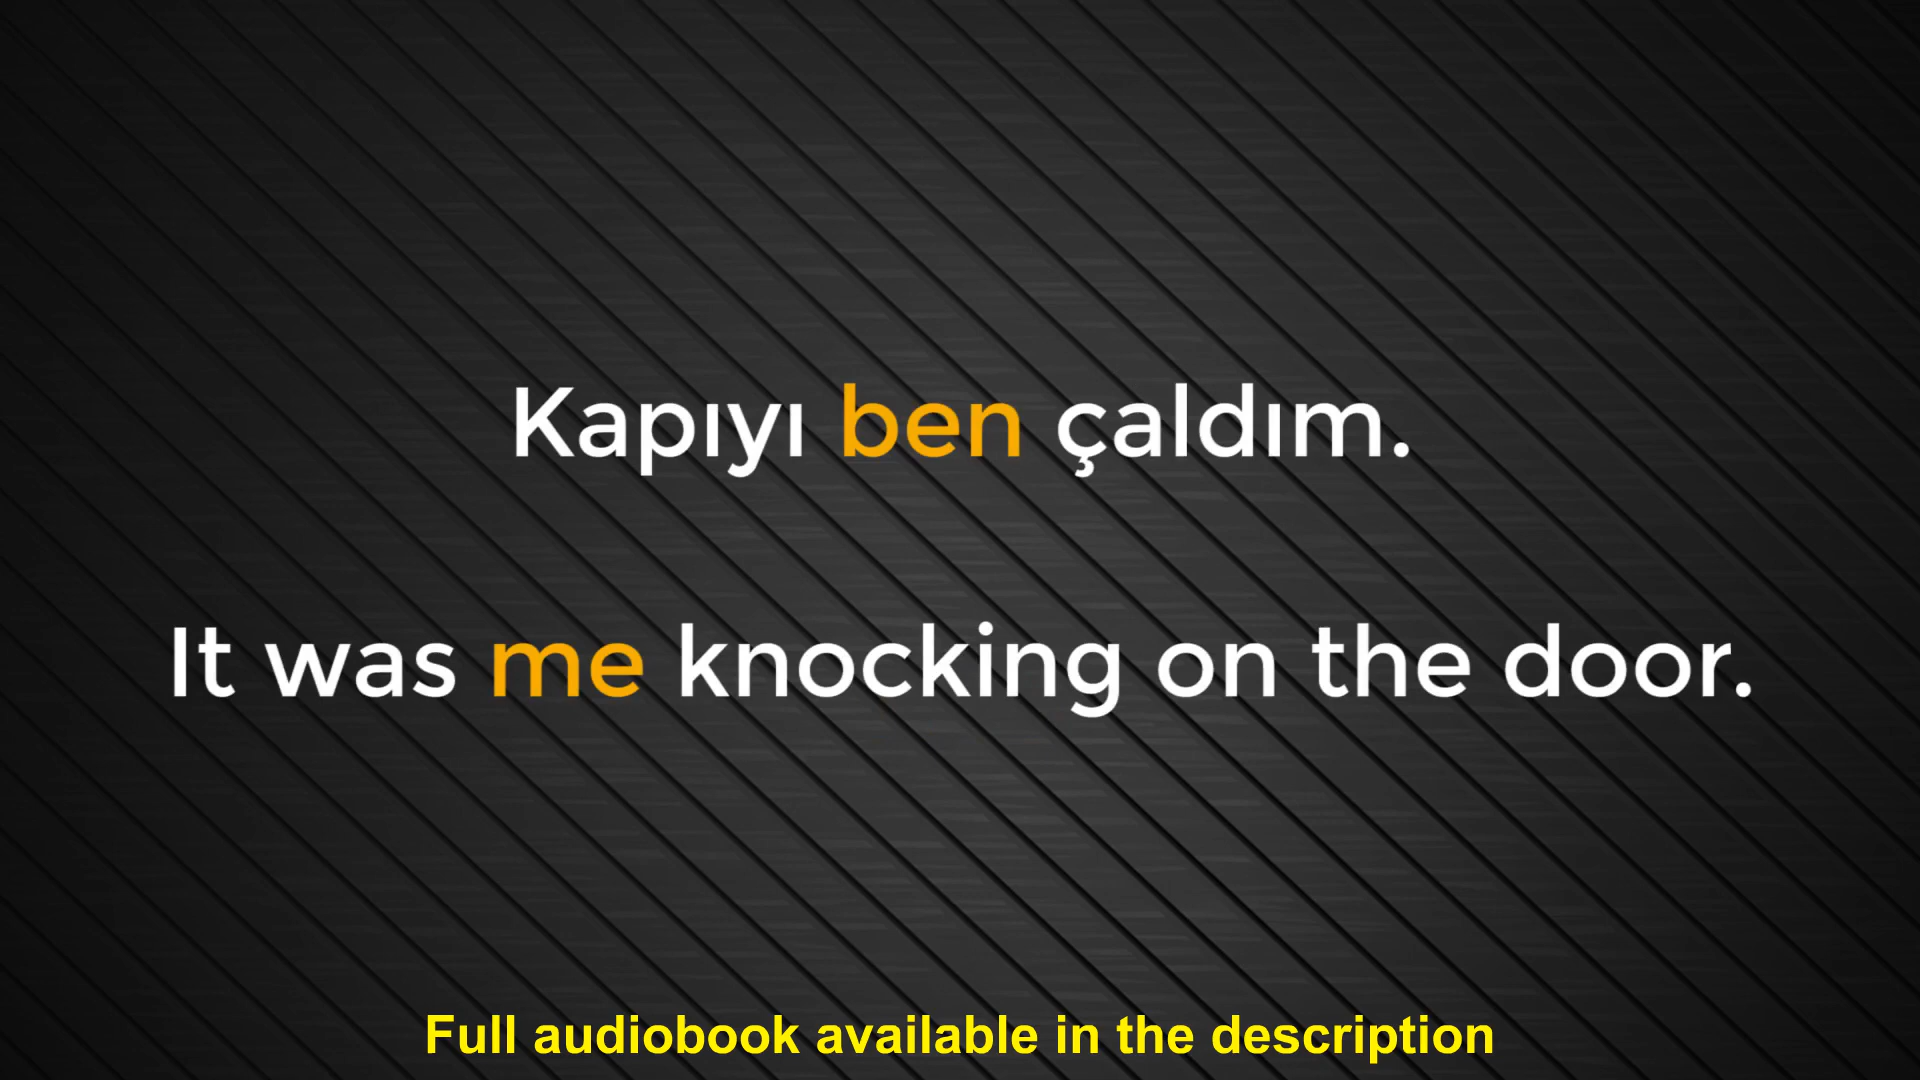 Kapıyı ben çaldım.
It was me knocking on the door.
Full audiobook available in the description